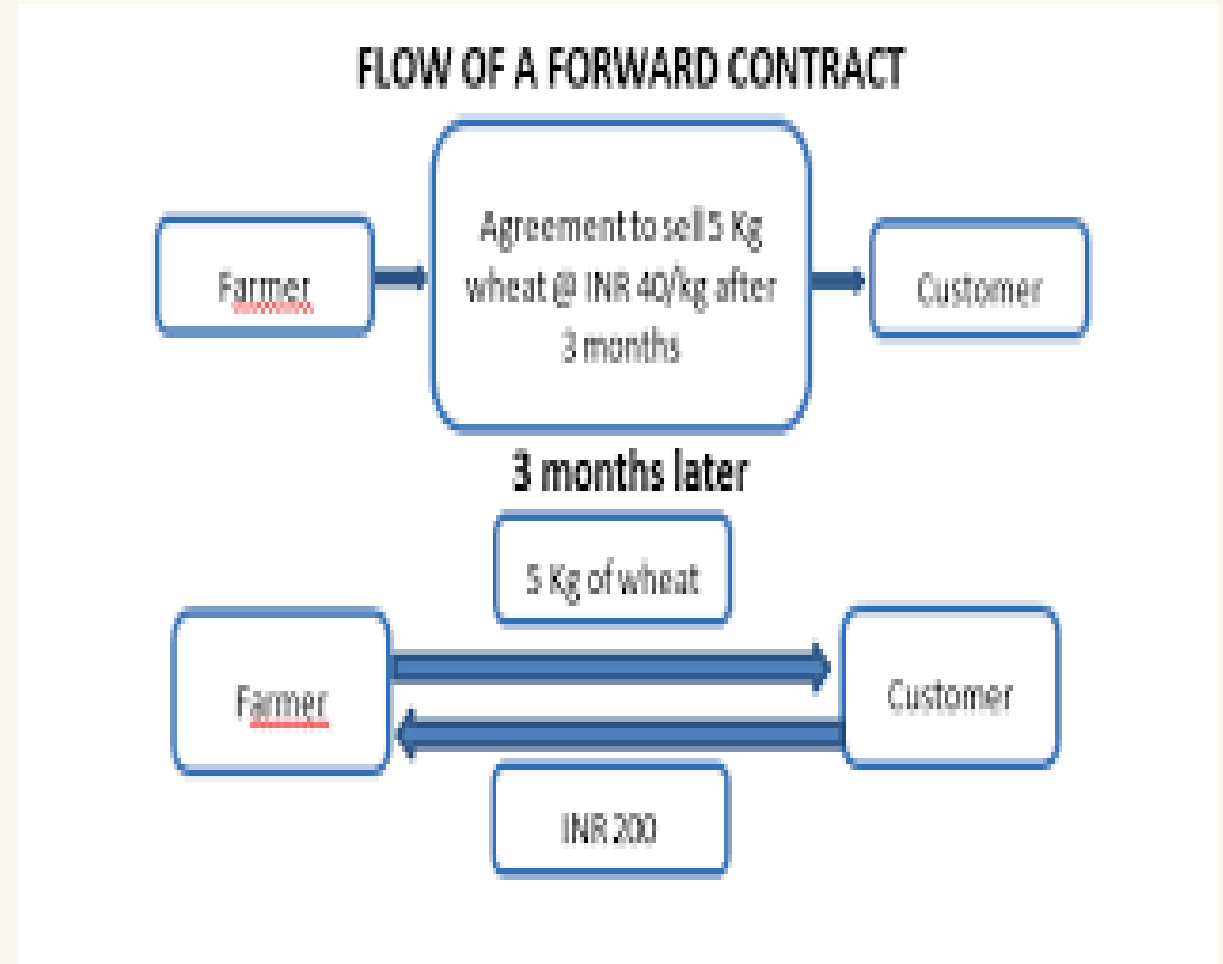 FLOW OF A FORWARD CONTRACT
Farmer
Agreement to sell 5 Kg
wheat @ INR 40/kg after
3 months
Customer
3 months later
5 Kg of wheat
Farmer
Customer
INR 200